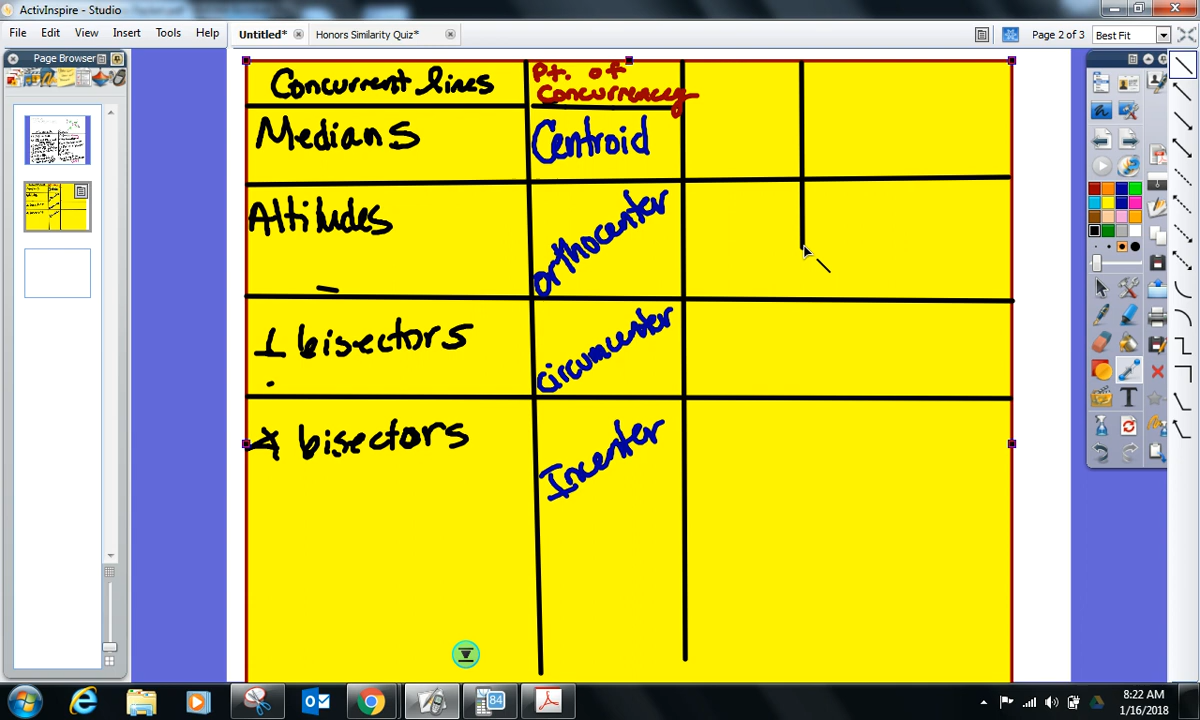 ActivInspire - Studio
File Edit View Insert Tools Help
Untitled* Honors Similarity Quiz*
Page 2 of 3 Best Fit
Page Browser
Concurrent lines Pt. of Concurrency
Medians Centroid
Altitudes orthocenter
⊥ bisectors circumcenter
∡ bisectors Incenter
84
8:22 AM
1/16/2018